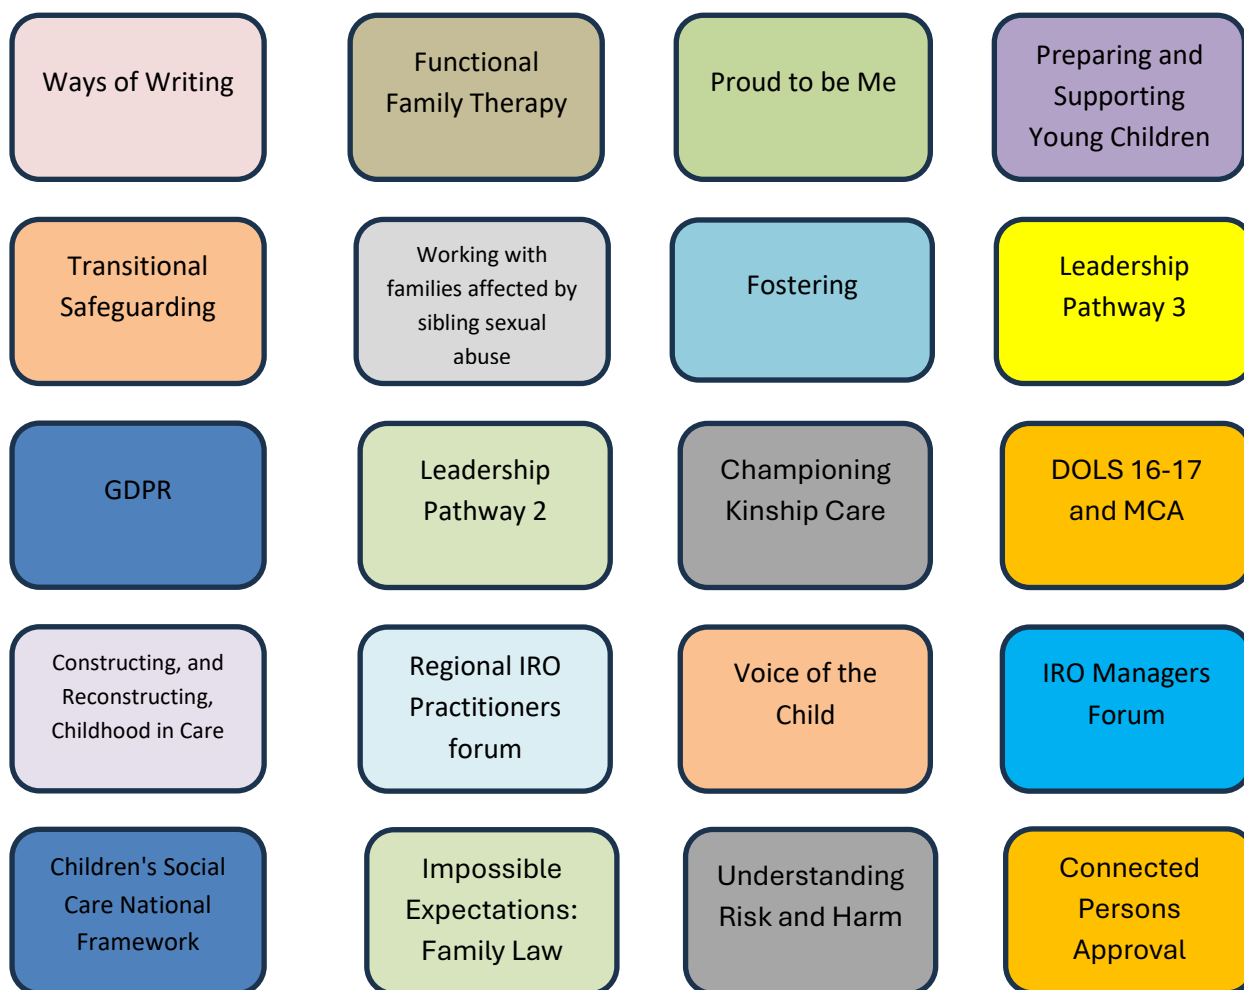 Ways of Writing
Functional
Family Therapy
Proud to be Me
Preparing and
Supporting
Young Children
Transitional
Safeguarding
Working with
families affected by
sibling sexual
abuse
Fostering
Leadership
Pathway 3
GDPR
Leadership
Pathway 2
Championing
Kinship Care
DOLS 16-17
and MCA
Constructing, and
Reconstructing,
Childhood in Care
Regional IRO
Practitioners
forum
Voice of the
Child
IRO Managers
Forum
Children's Social
Care National
Framework
Impossible
Expectations:
Family Law
Understanding
Risk and Harm
Connected
Persons
Approval